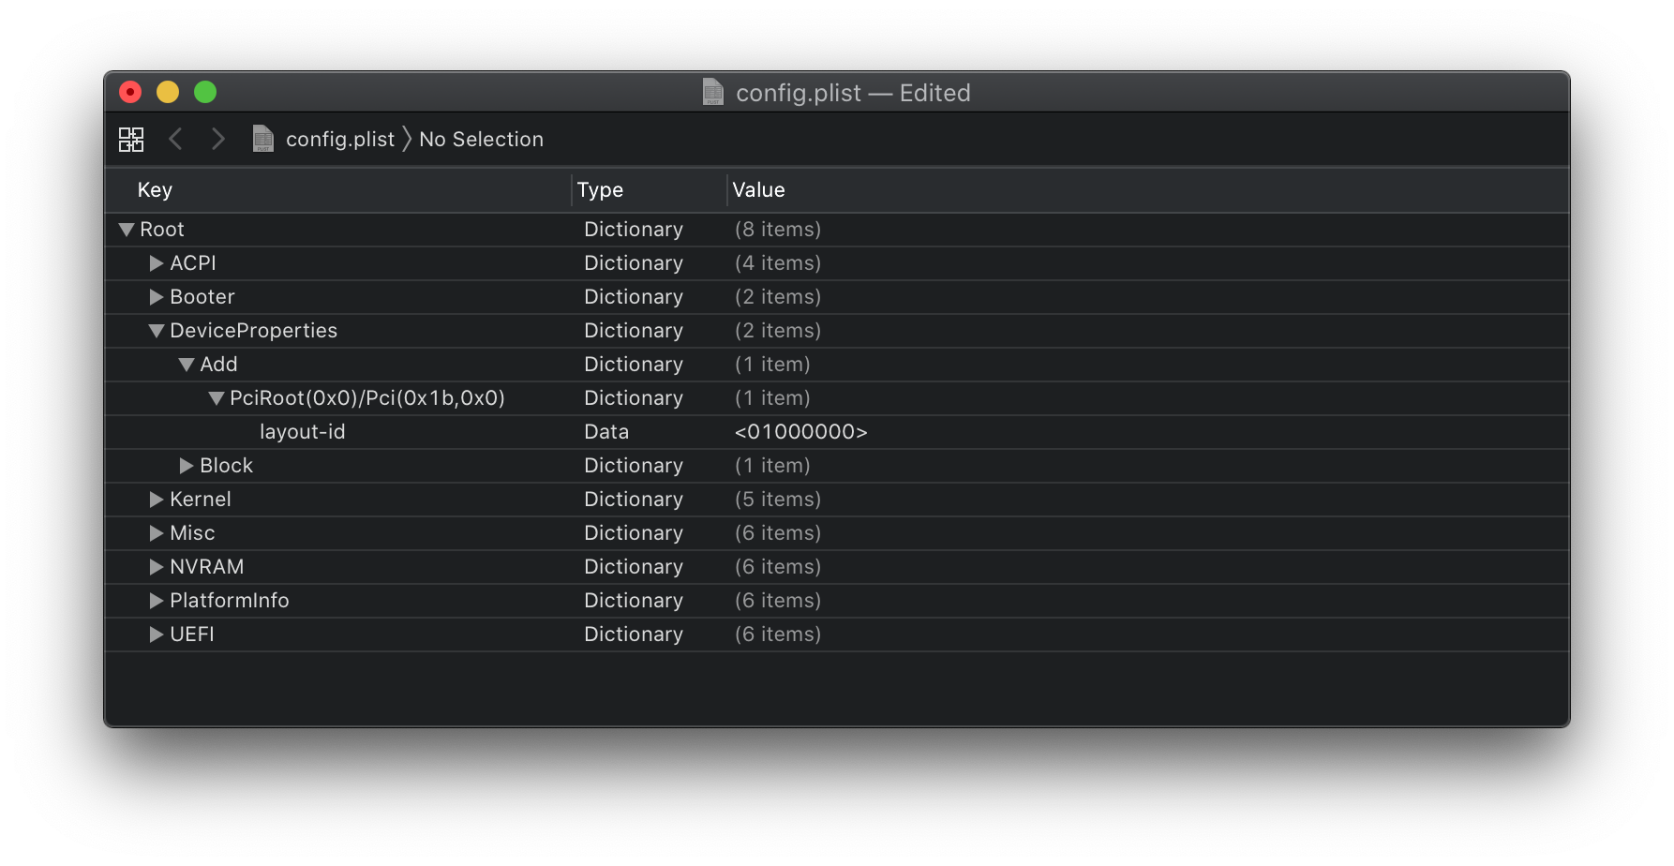 config.plist — Edited
config.plist 〉 No Selection
Key Type Value
Root Dictionary (8 items)
ACPI Dictionary (4 items)
Booter Dictionary (2 items)
DeviceProperties Dictionary (2 items)
Add Dictionary (1 item)
PciRoot(0x0)/Pci(0x1b,0x0) Dictionary (1 item)
layout-id Data <01000000>
Block Dictionary (1 item)
Kernel Dictionary (5 items)
Misc Dictionary (6 items)
NVRAM Dictionary (6 items)
PlatformInfo Dictionary (6 items)
UEFI Dictionary (6 items)